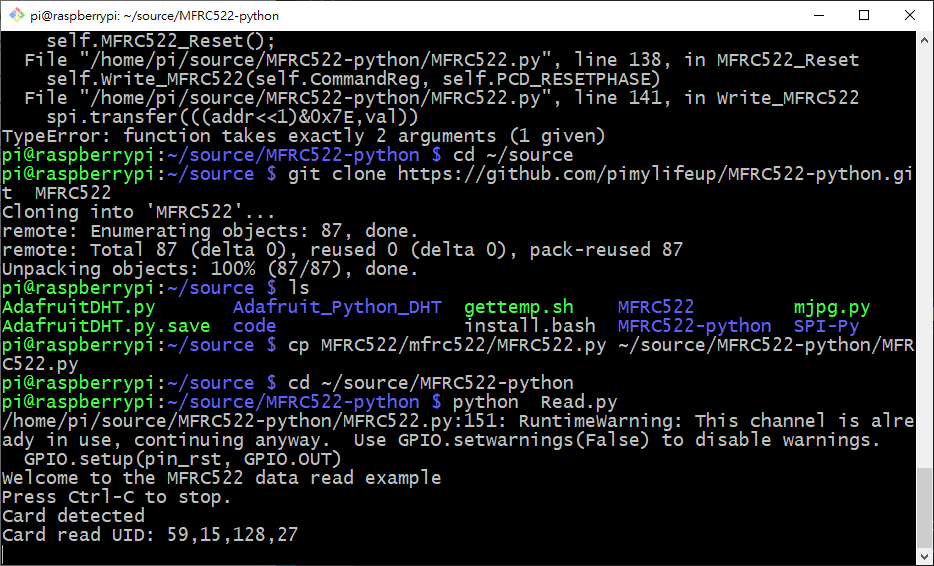 pi@raspberrypi: ~/source/MFRC522-python
self.MFRC522_Reset();
File "/home/pi/source/MFRC522-python/MFRC522.py", line 138, in MFRC522_Reset
self.Write_MFRC522(self.CommandReg, self.PCD_RESETPHASE)
File "/home/pi/source/MFRC522-python/MFRC522.py", line 141, in Write_MFRC522
spi.transfer(((addr<<1)&0x7E,val))
TypeError: function takes exactly 2 arguments (1 given)
pi@raspberrypi:~/source/MFRC522-python $ cd ~/source
pi@raspberrypi:~/source $ git clone https://github.com/pimylifeup/MFRC522-python.gi
t  MFRC522
Cloning into 'MFRC522'...
remote: Enumerating objects: 87, done.
remote: Total 87 (delta 0), reused 0 (delta 0), pack-reused 87
Unpacking objects: 100% (87/87), done.
pi@raspberrypi:~/source $ ls
AdafruitDHT.py       Adafruit_Python_DHT  gettemp.sh    MFRC522         mjpg.py
AdafruitDHT.py.save  code                 install.bash  MFRC522-python  SPI-Py
pi@raspberrypi:~/source $ cp MFRC522/mfrc522/MFRC522.py ~/source/MFRC522-python/MFR
C522.py
pi@raspberrypi:~/source $ cd ~/source/MFRC522-python
pi@raspberrypi:~/source/MFRC522-python $ python  Read.py
/home/pi/source/MFRC522-python/MFRC522.py:151: RuntimeWarning: This channel is alre
ady in use, continuing anyway.  Use GPIO.setwarnings(False) to disable warnings.
GPIO.setup(pin_rst, GPIO.OUT)
Welcome to the MFRC522 data read example
Press Ctrl-C to stop.
Card detected
Card read UID: 59,15,128,27